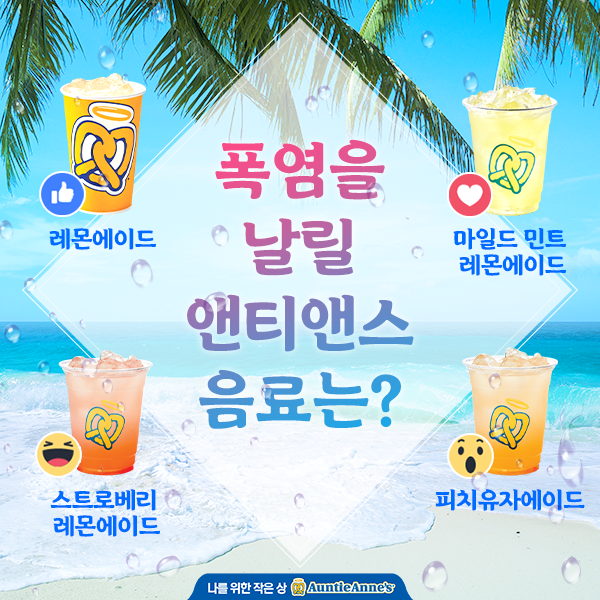 폭염을
날릴
앤티앤스
음료는?
레몬에이드
마일드 민트
레몬에이드
스트로베리
레몬에이드
피치유자에이드
나를 위한 작은 상 AuntieAnne's